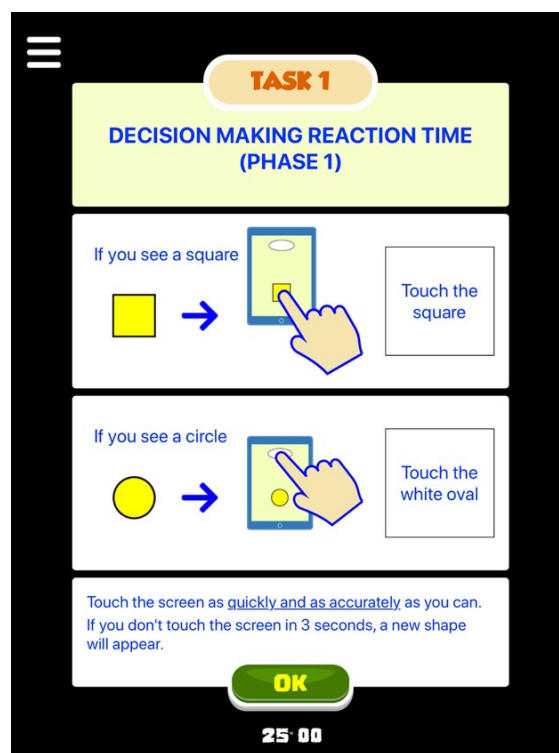 TASK 1
DECISION MAKING REACTION TIME
(PHASE 1)
If you see a square
Touch the
square
If you see a circle
Touch the
white oval
Touch the screen as quickly and as accurately as you can.
If you don't touch the screen in 3 seconds, a new shape
will appear.
OK
25:00